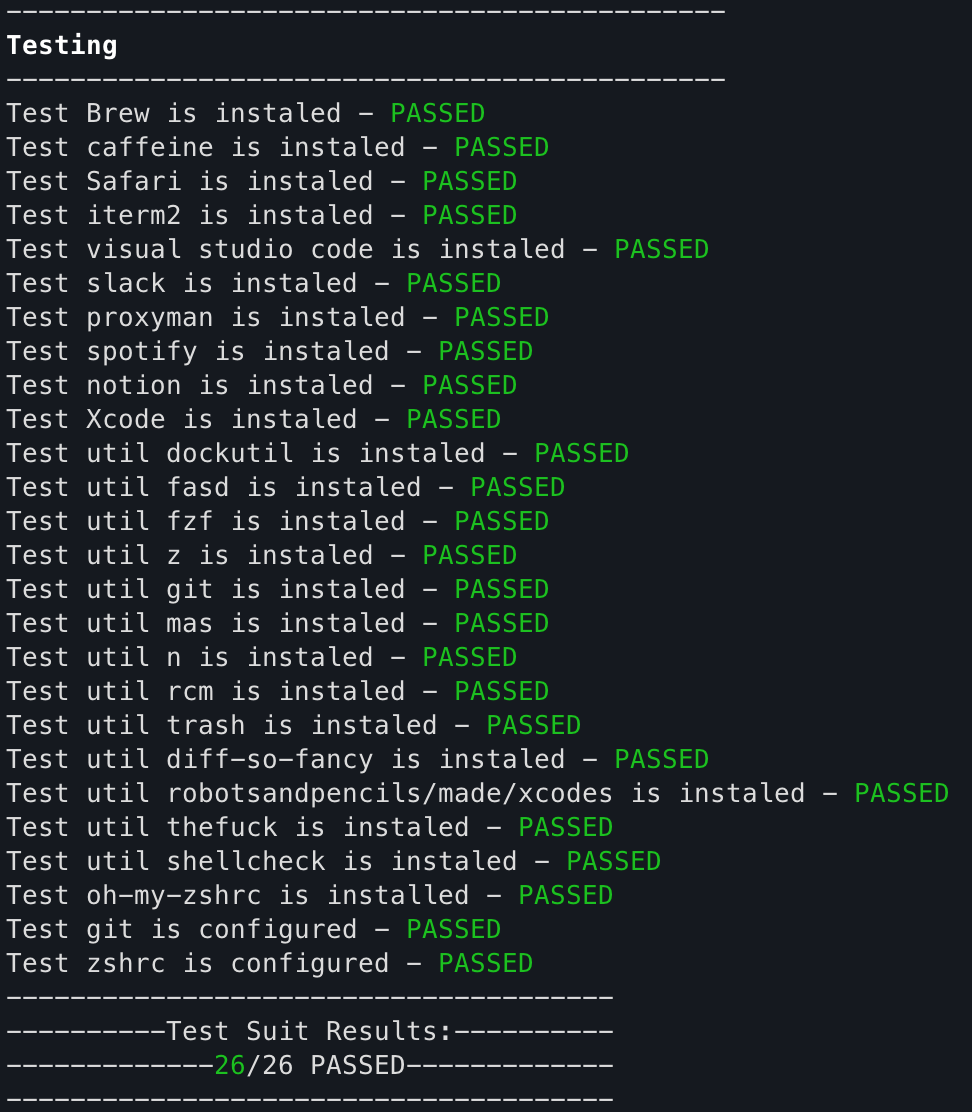 ---------------------------------------------
Testing
---------------------------------------------
Test Brew is instaled - PASSED
Test caffeine is instaled - PASSED
Test Safari is instaled - PASSED
Test iterm2 is instaled - PASSED
Test visual studio code is instaled - PASSED
Test slack is instaled - PASSED
Test proxyman is instaled - PASSED
Test spotify is instaled - PASSED
Test notion is instaled - PASSED
Test Xcode is instaled - PASSED
Test util dockutil is instaled - PASSED
Test util fasd is instaled - PASSED
Test util fzf is instaled - PASSED
Test util z is instaled - PASSED
Test util git is instaled - PASSED
Test util mas is instaled - PASSED
Test util n is instaled - PASSED
Test util rcm is instaled - PASSED
Test util trash is instaled - PASSED
Test util diff-so-fancy is instaled - PASSED
Test util robotsandpencils/made/xcodes is instaled - PASSED
Test util thefuck is instaled - PASSED
Test util shellcheck is instaled - PASSED
Test oh-my-zshrc is installed - PASSED
Test git is configured - PASSED
Test zshrc is configured - PASSED
--------------------------------------
----------Test Suit Results:----------
-------------26/26 PASSED-------------
--------------------------------------